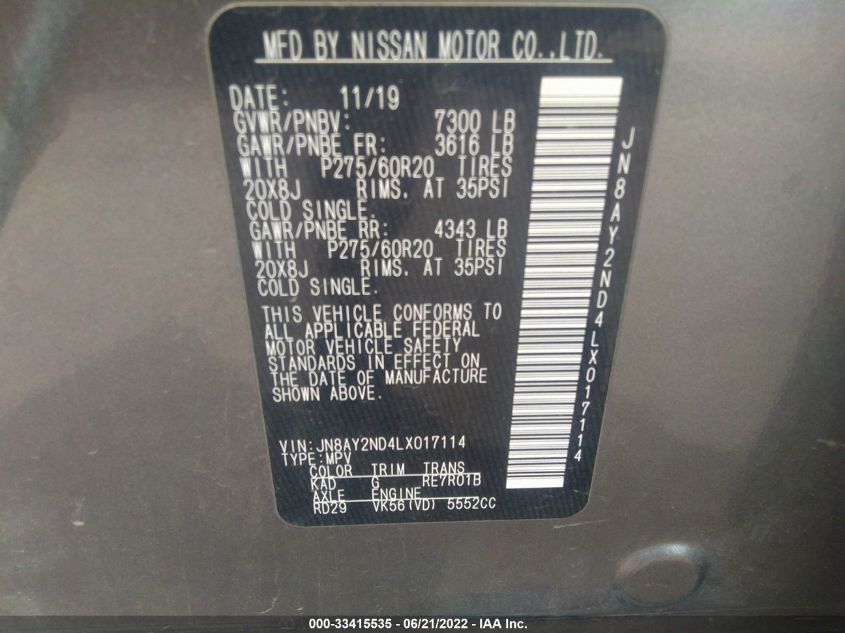 MFD BY NISSAN MOTOR CO.,LTD.
DATE: 11/19
GVWR/PNBV: 7300 LB
GAWR/PNBE FR: 3616 LB
WITH P275/60R20 TIRES
20X8J RIMS. AT 35PSI
COLD SINGLE.
GAWR/PNBE RR: 4343 LB
WITH P275/60R20 TIRES
20X8J RIMS. AT 35PSI
COLD SINGLE.
THIS VEHICLE CONFORMS TO
ALL APPLICABLE FEDERAL
MOTOR VEHICLE SAFETY
STANDARDS IN EFFECT ON
THE DATE OF MANUFACTURE
SHOWN ABOVE.
VIN:JN8AY2ND4LX017114
TYPE:MPV
COLOR TRIM TRANS
KAD G RE7R01B
AXLE ENGINE
RD29 VK56(VD) 5552CC
JN8AY2ND4LX017114
000-33415535 - 06/21/2022 - IAA Inc.